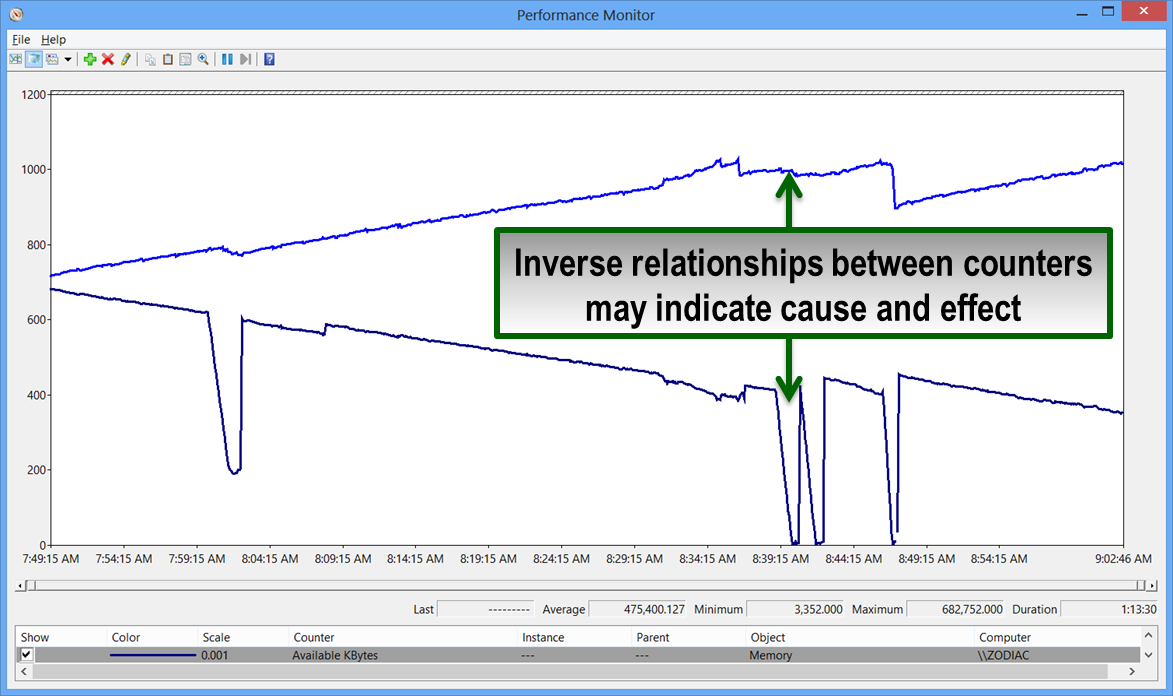 Performance Monitor
File Help
1200
1000
800
600
400
200
0
Inverse relationships between counters
may indicate cause and effect
7:49:15 AM 7:54:15 AM 7:59:15 AM 8:04:15 AM 8:09:15 AM 8:14:15 AM 8:19:15 AM 8:24:15 AM 8:29:15 AM 8:34:15 AM 8:39:15 AM 8:44:15 AM 8:49:15 AM 8:54:15 AM 9:02:46 AM
Last --------- Average 475,400.127 Minimum 3,352.000 Maximum 682,752.000 Duration 1:13:30
Show Color Scale Counter Instance Parent Object Computer
0.001 Available KBytes --- --- Memory \\ZODIAC